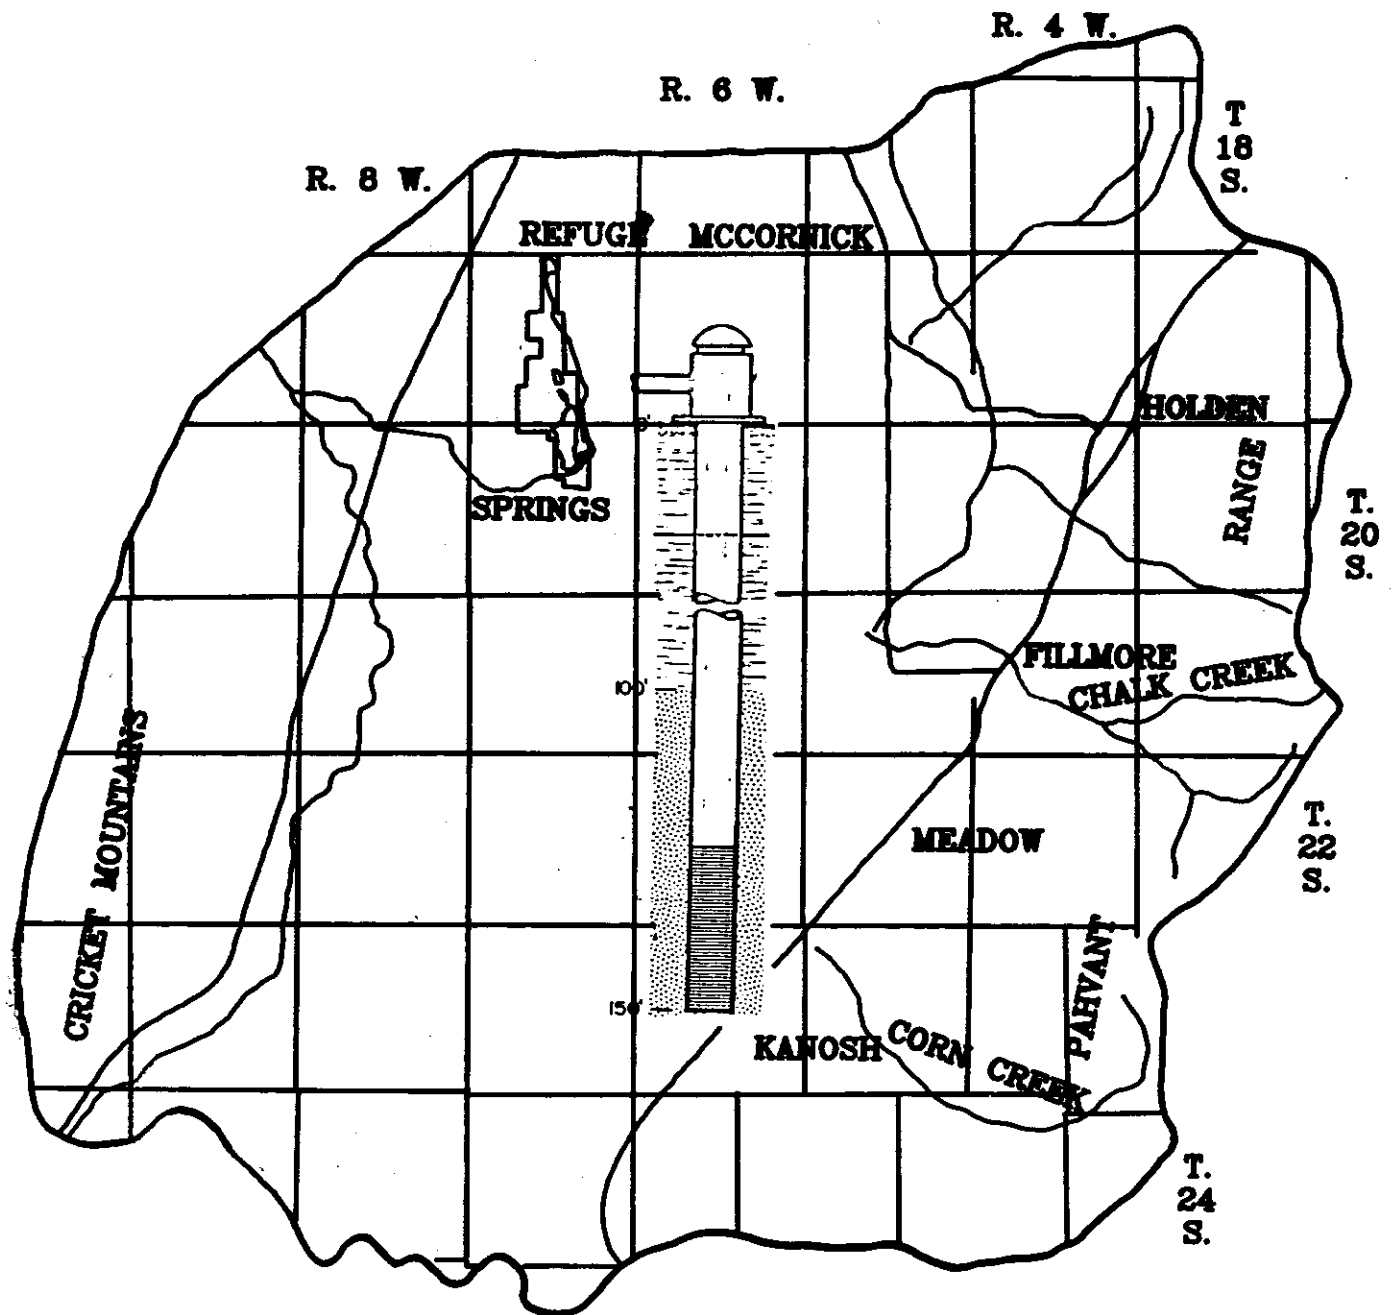 R. 4 W.
R. 6 W.
T
18
S.
R. 8 W.
REFUGE
MCCORNICK
HOLDEN
0'
RANGE
SPRINGS
T.
20
S.
FILLMORE
CHALK CREEK
100'
CRICKET MOUNTAINS
MEADOW
T.
22
S.
PAHVANT
150'
KANOSH
CORN CREEK
T.
24
S.